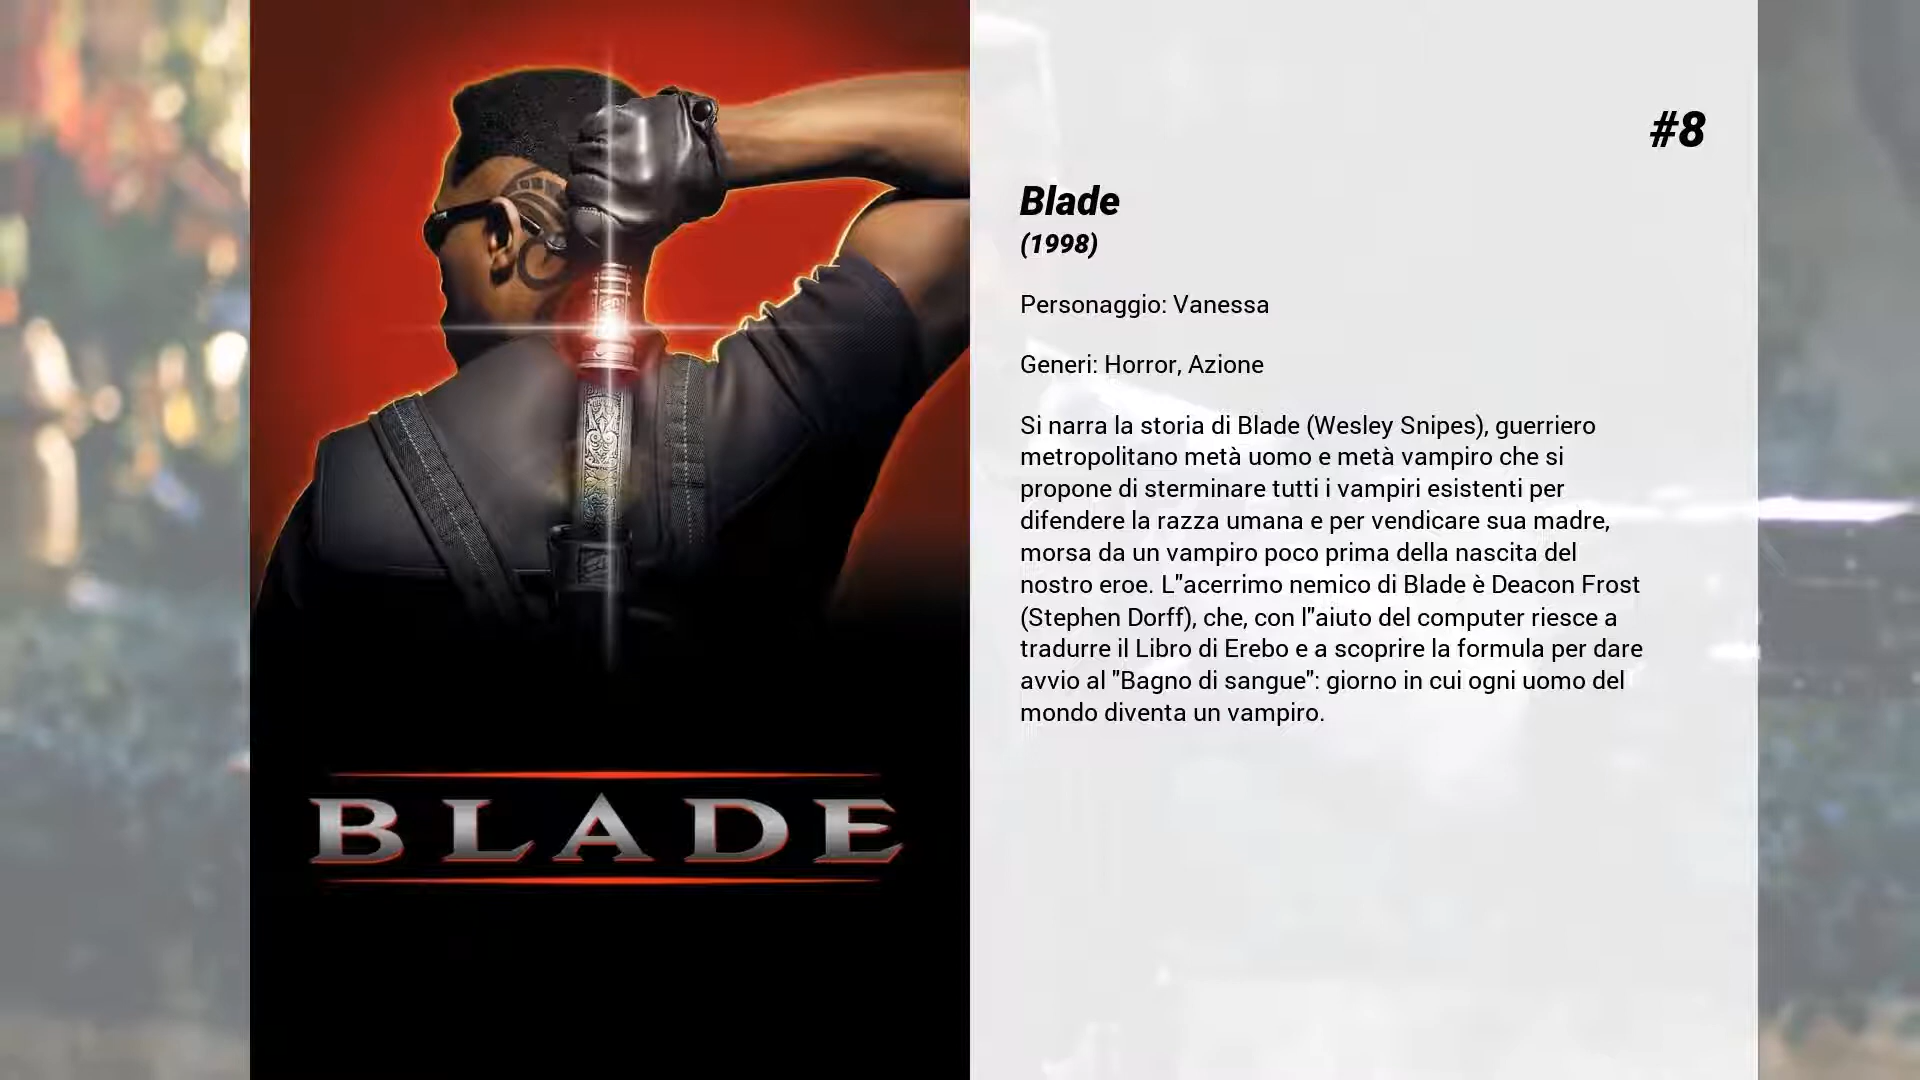 #8
Blade
(1998)
Personaggio: Vanessa
Generi: Horror, Azione
Si narra la storia di Blade (Wesley Snipes), guerriero
metropolitano metà uomo e metà vampiro che si
propone di sterminare tutti i vampiri esistenti per
difendere la razza umana e per vendicare sua madre,
morsa da un vampiro poco prima della nascita del
nostro eroe. L"acerrimo nemico di Blade è Deacon Frost
(Stephen Dorff), che, con l"aiuto del computer riesce a
tradurre il Libro di Erebo e a scoprire la formula per dare
avvio al "Bagno di sangue": giorno in cui ogni uomo del
mondo diventa un vampiro.
BLADE